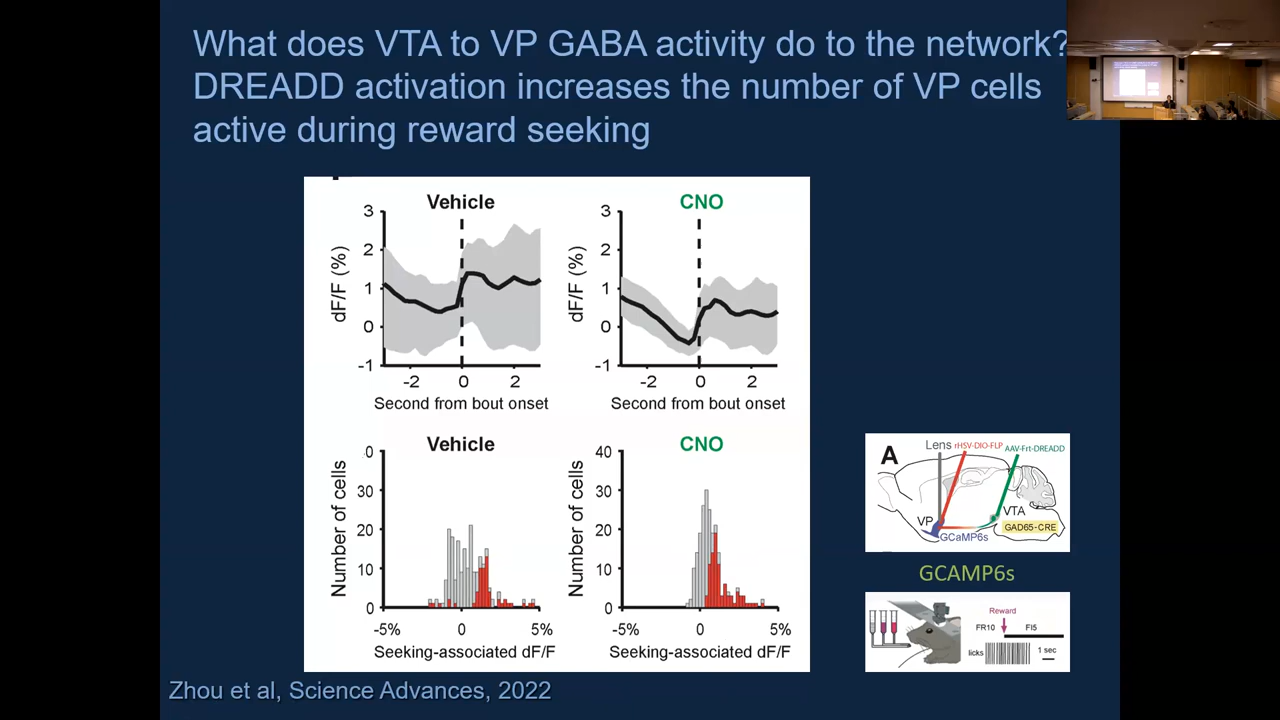 What does VTA to VP GABA activity do to the network?
DREADD activation increases the number of VP cells
active during reward seeking
Vehicle
3
2
1
0
-1
dF/F (%)
-2 0 2
Second from bout onset
CNO
3
2
1
0
-1
dF/F (%)
-2 0 2
Second from bout onset
Vehicle
0
30
20
10
0
Number of cells
-5% 0 5%
Seeking-associated dF/F
CNO
40
30
20
10
0
Number of cells
-5% 0 5%
Seeking-associated dF/F
A
Lens rHSV-DIO-FLP AAV-Frt-DREADD
VP
VTA
GAD65-CRE
GCaMP6s
GCAMP6s
Reward
FR10 FI5
licks
1 sec
Zhou et al, Science Advances, 2022